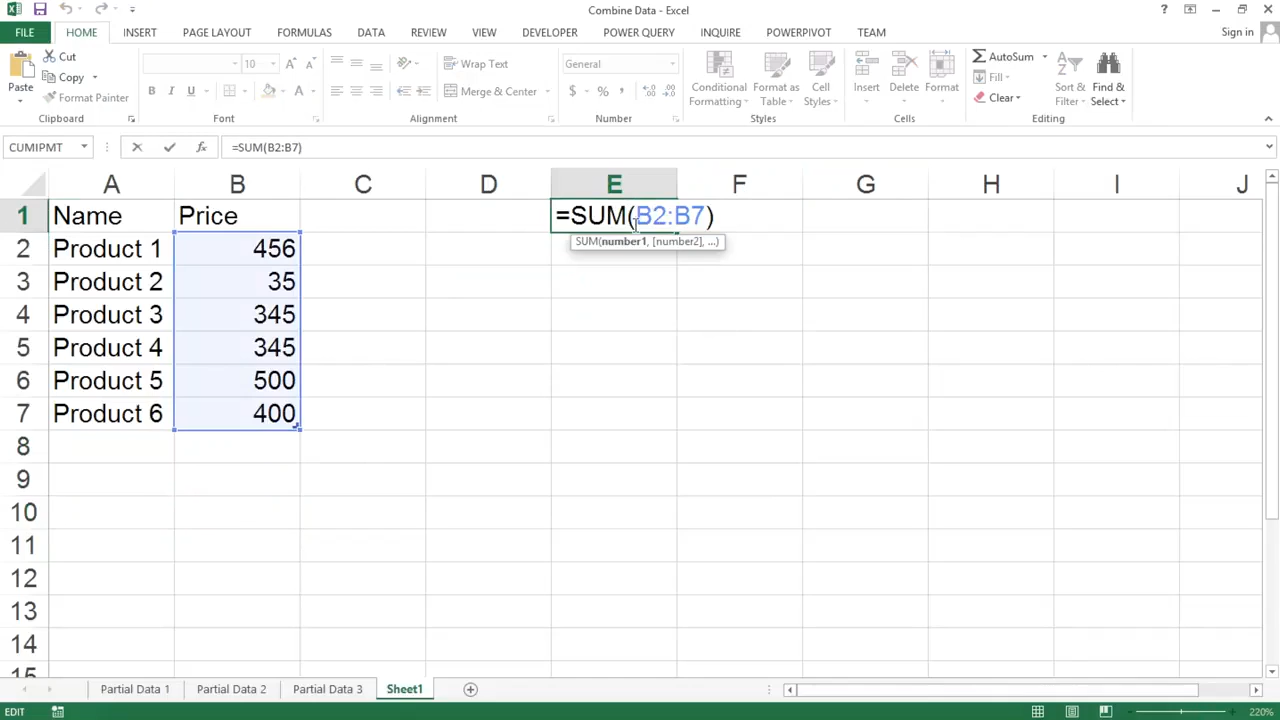 Combine Data - Excel
?
FILE HOME INSERT PAGE LAYOUT FORMULAS DATA REVIEW VIEW DEVELOPER POWER QUERY INQUIRE POWERPIVOT TEAM Sign in
Paste
Cut
Copy
Format Painter
Clipboard
10
B I U
Font
Wrap Text
Merge & Center
Alignment
General
$ % ,
Number
Conditional Formatting
Format as Table
Cell Styles
Styles
Insert
Delete
Format
Cells
AutoSum
Fill
Clear
Sort & Filter
Find & Select
Editing
CUMIPMT
fx
=SUM(B2:B7)
A B C D E F G H I J
1 Name Price =SUM(B2:B7)
SUM(number1, [number2], ...)
2 Product 1 456
3 Product 2 35
4 Product 3 345
5 Product 4 345
6 Product 5 500
7 Product 6 400
8
9
10
11
12
13
14
15
Partial Data 1 Partial Data 2 Partial Data 3 Sheet1
EDIT
220%